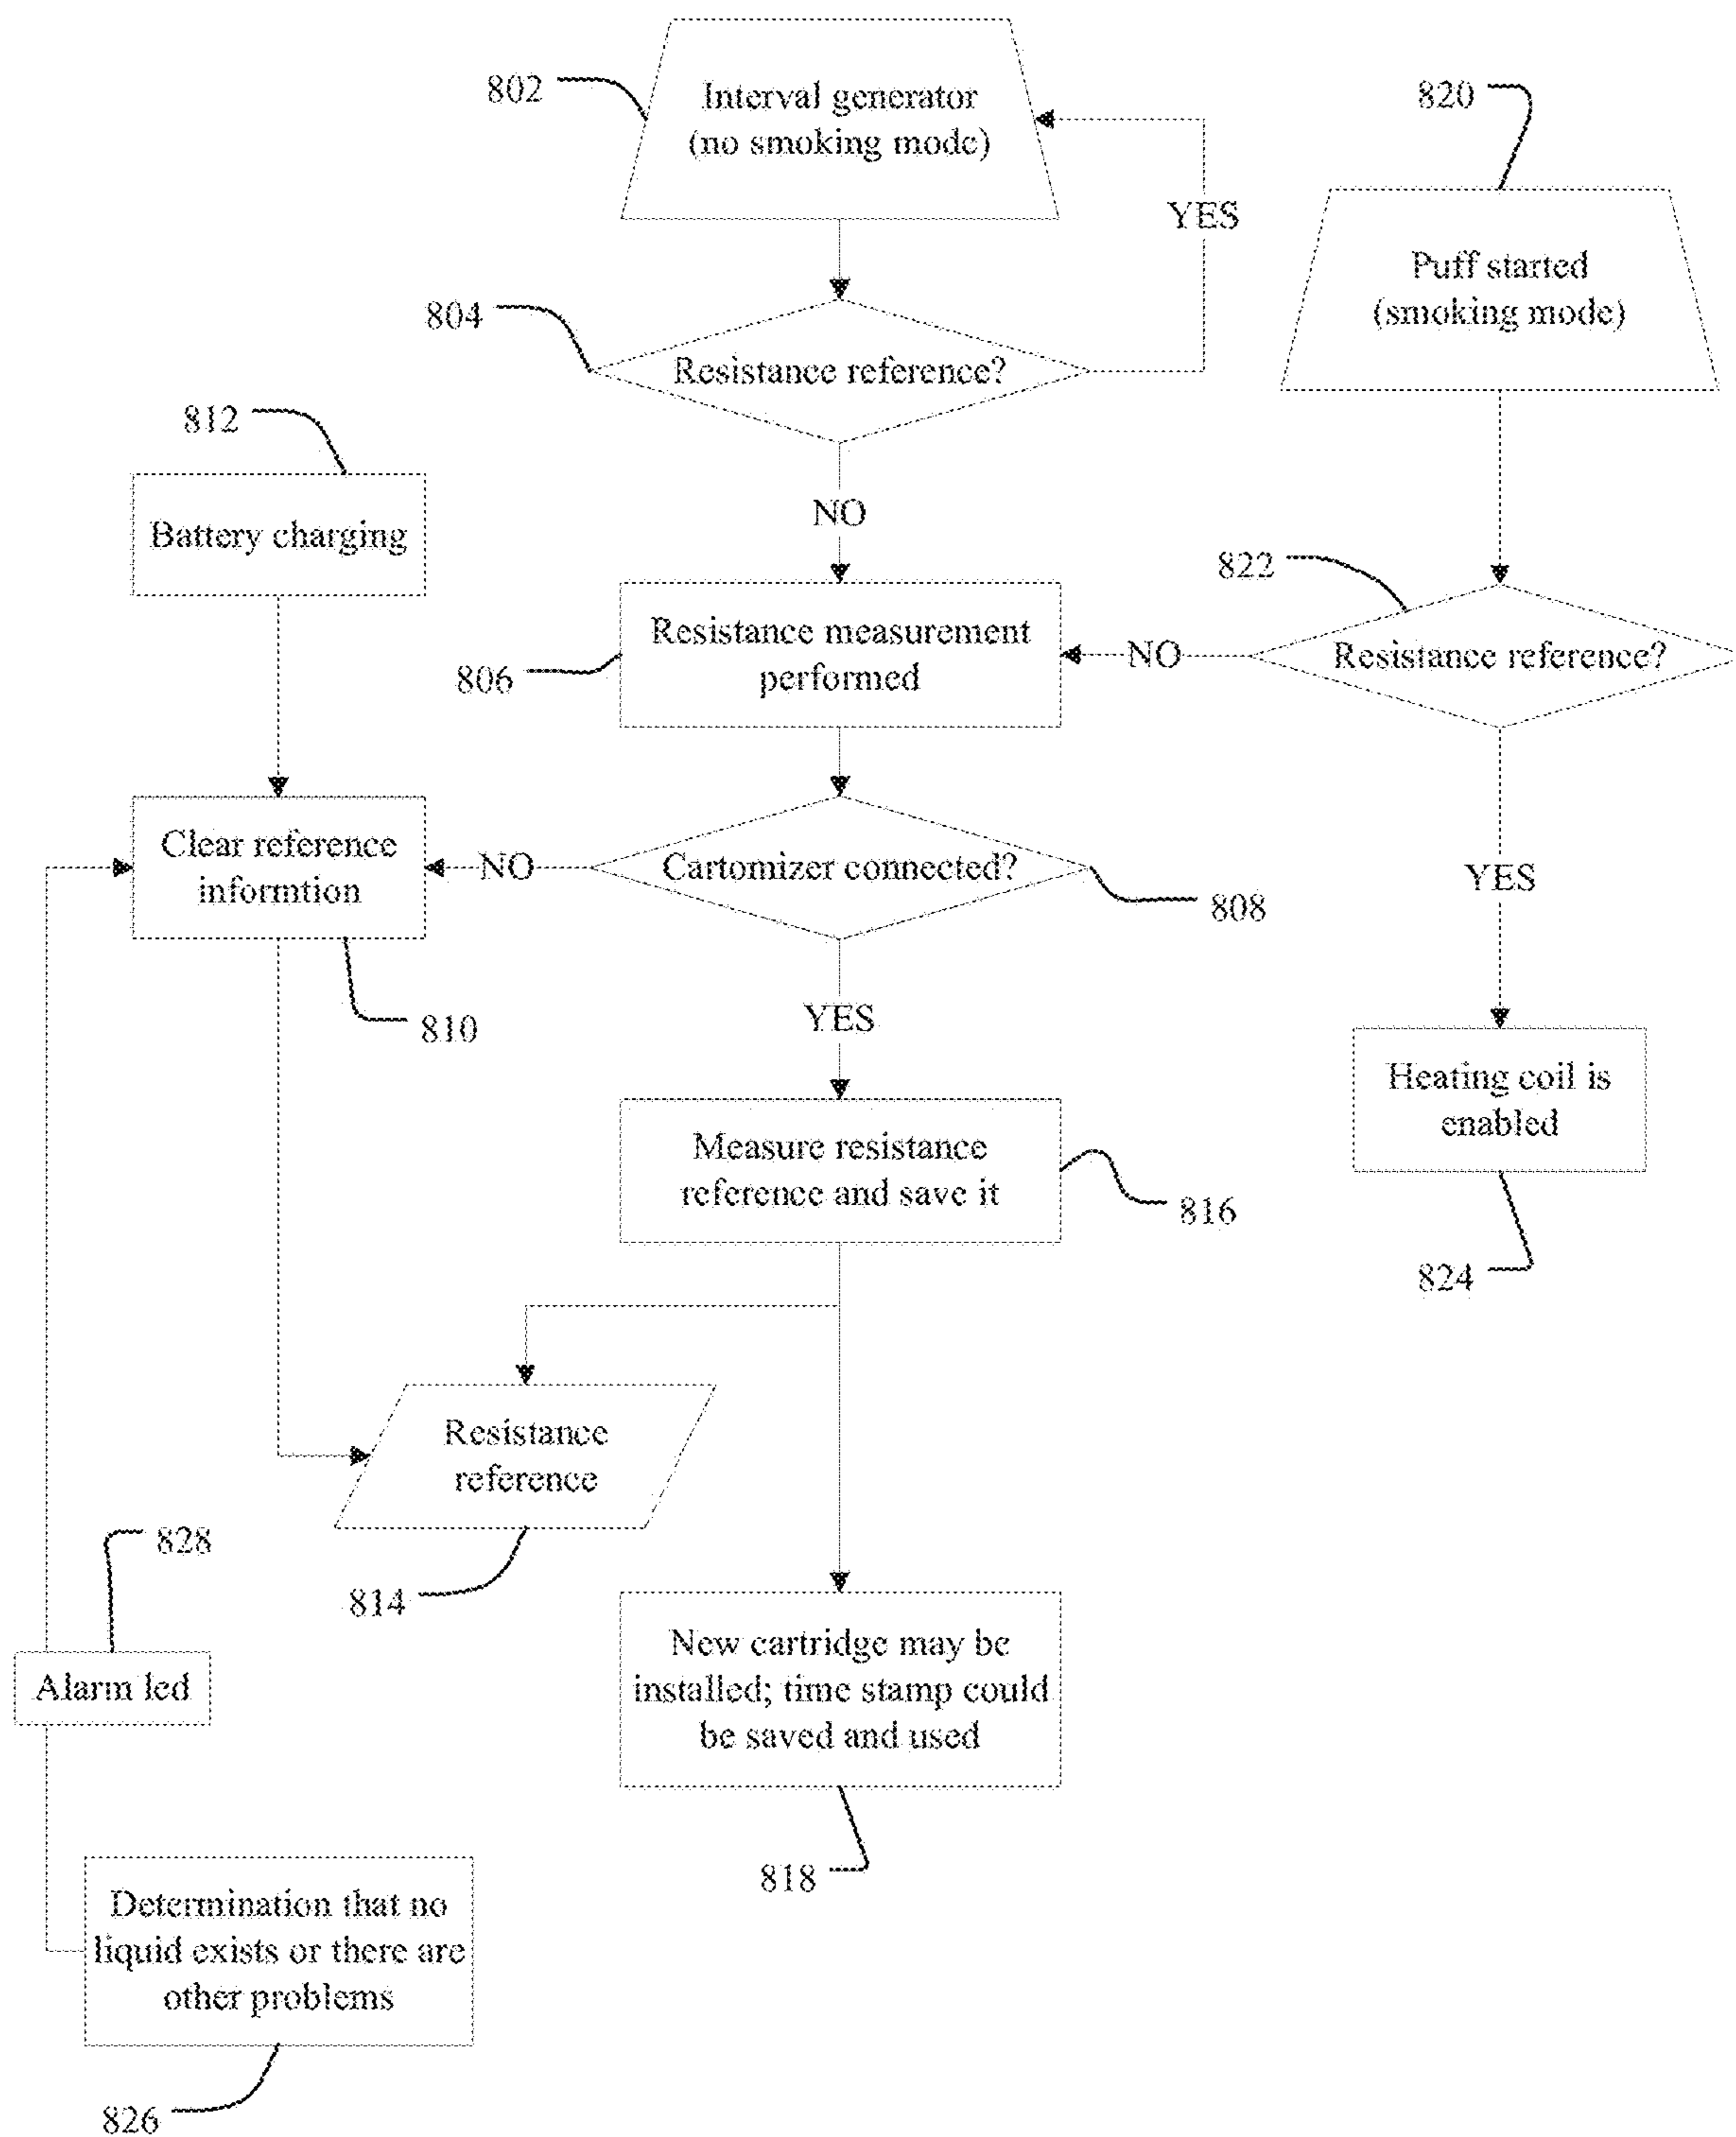 802
Interval generator
(no smoking mode)
820
YES
Puff started
(smoking mode)
804
Resistance reference?
812
NO
Battery charging
822
Resistance measurement
performed
806
NO
Resistance reference?
Clear reference
informtion
NO
Cartomizer connected?
808
YES
810
YES
Heating coil is
enabled
Measure resistance
reference and save it
816
824
Resistance
reference
828
814
New cartridge may be
installed; time stamp could
be saved and used
Alarm led
818
Determination that no
liquid exists or there are
other problems
826